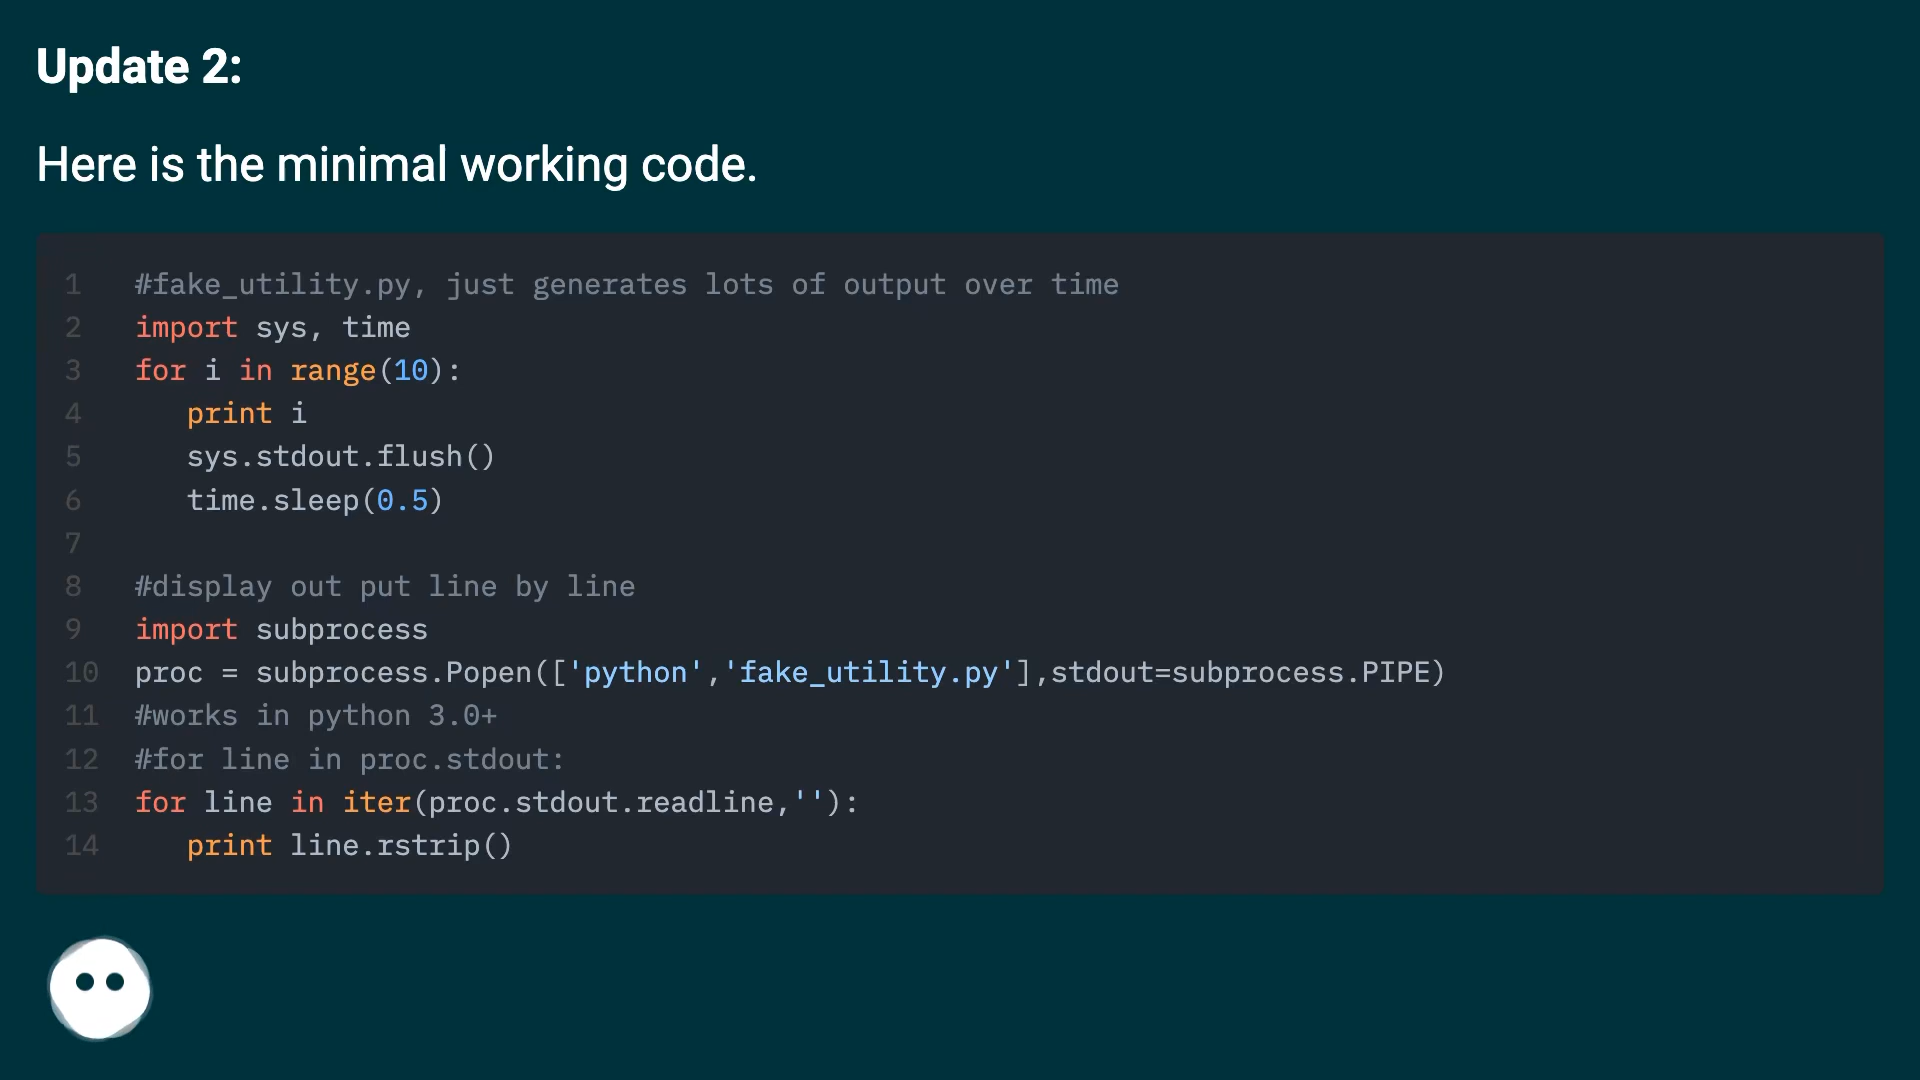 Update 2:
Here is the minimal working code.
1 #fake_utility.py, just generates lots of output over time
2 import sys, time
3 for i in range(10):
4    print i
5    sys.stdout.flush()
6    time.sleep(0.5)
7
8 #display out put line by line
9 import subprocess
10 proc = subprocess.Popen(['python','fake_utility.py'],stdout=subprocess.PIPE)
11 #works in python 3.0+
12 #for line in proc.stdout:
13 for line in iter(proc.stdout.readline,''):
14    print line.rstrip()